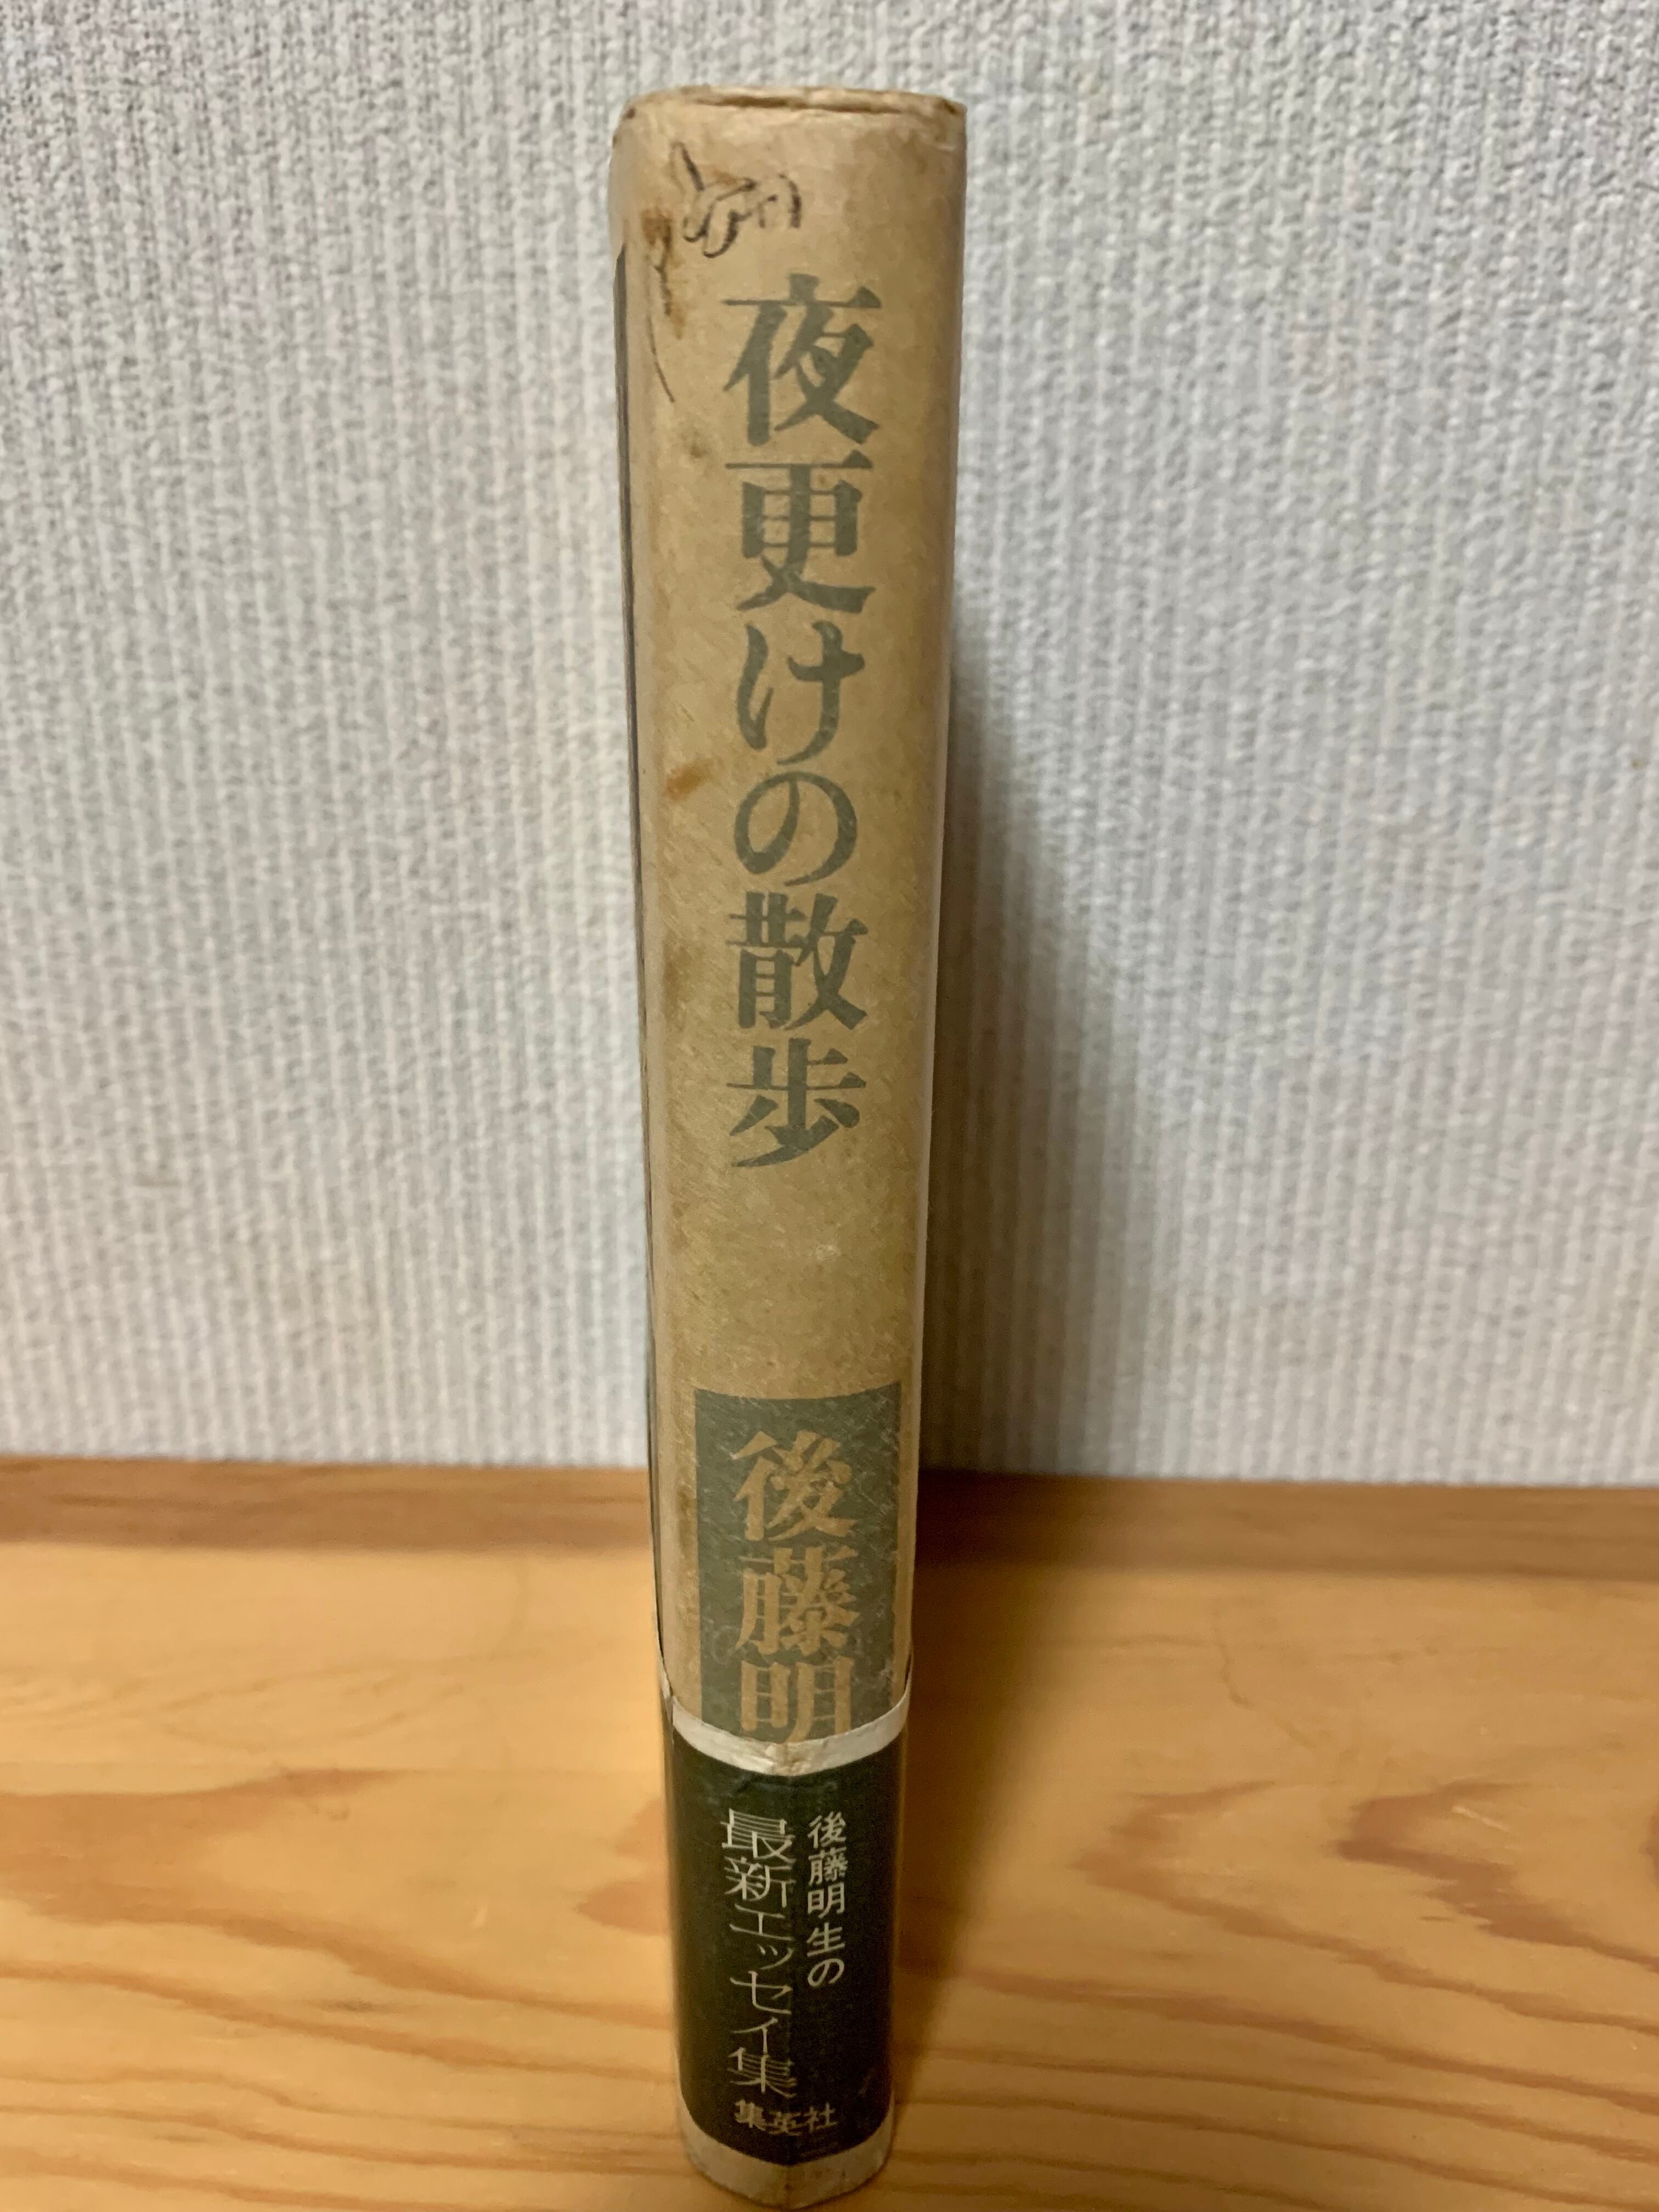 夜更けの散歩
後藤明
後藤明生の
最新エッセイ集
集英社